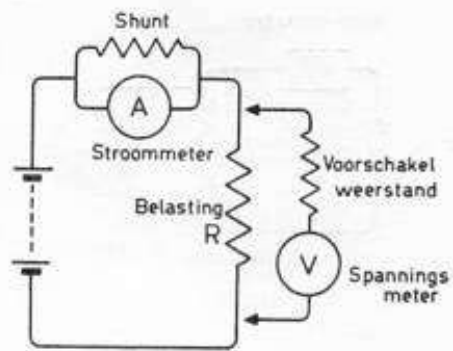 Shunt
A
Stroommeter
Voorschakel
weerstand
Belasting
R
V
Spannings
meter